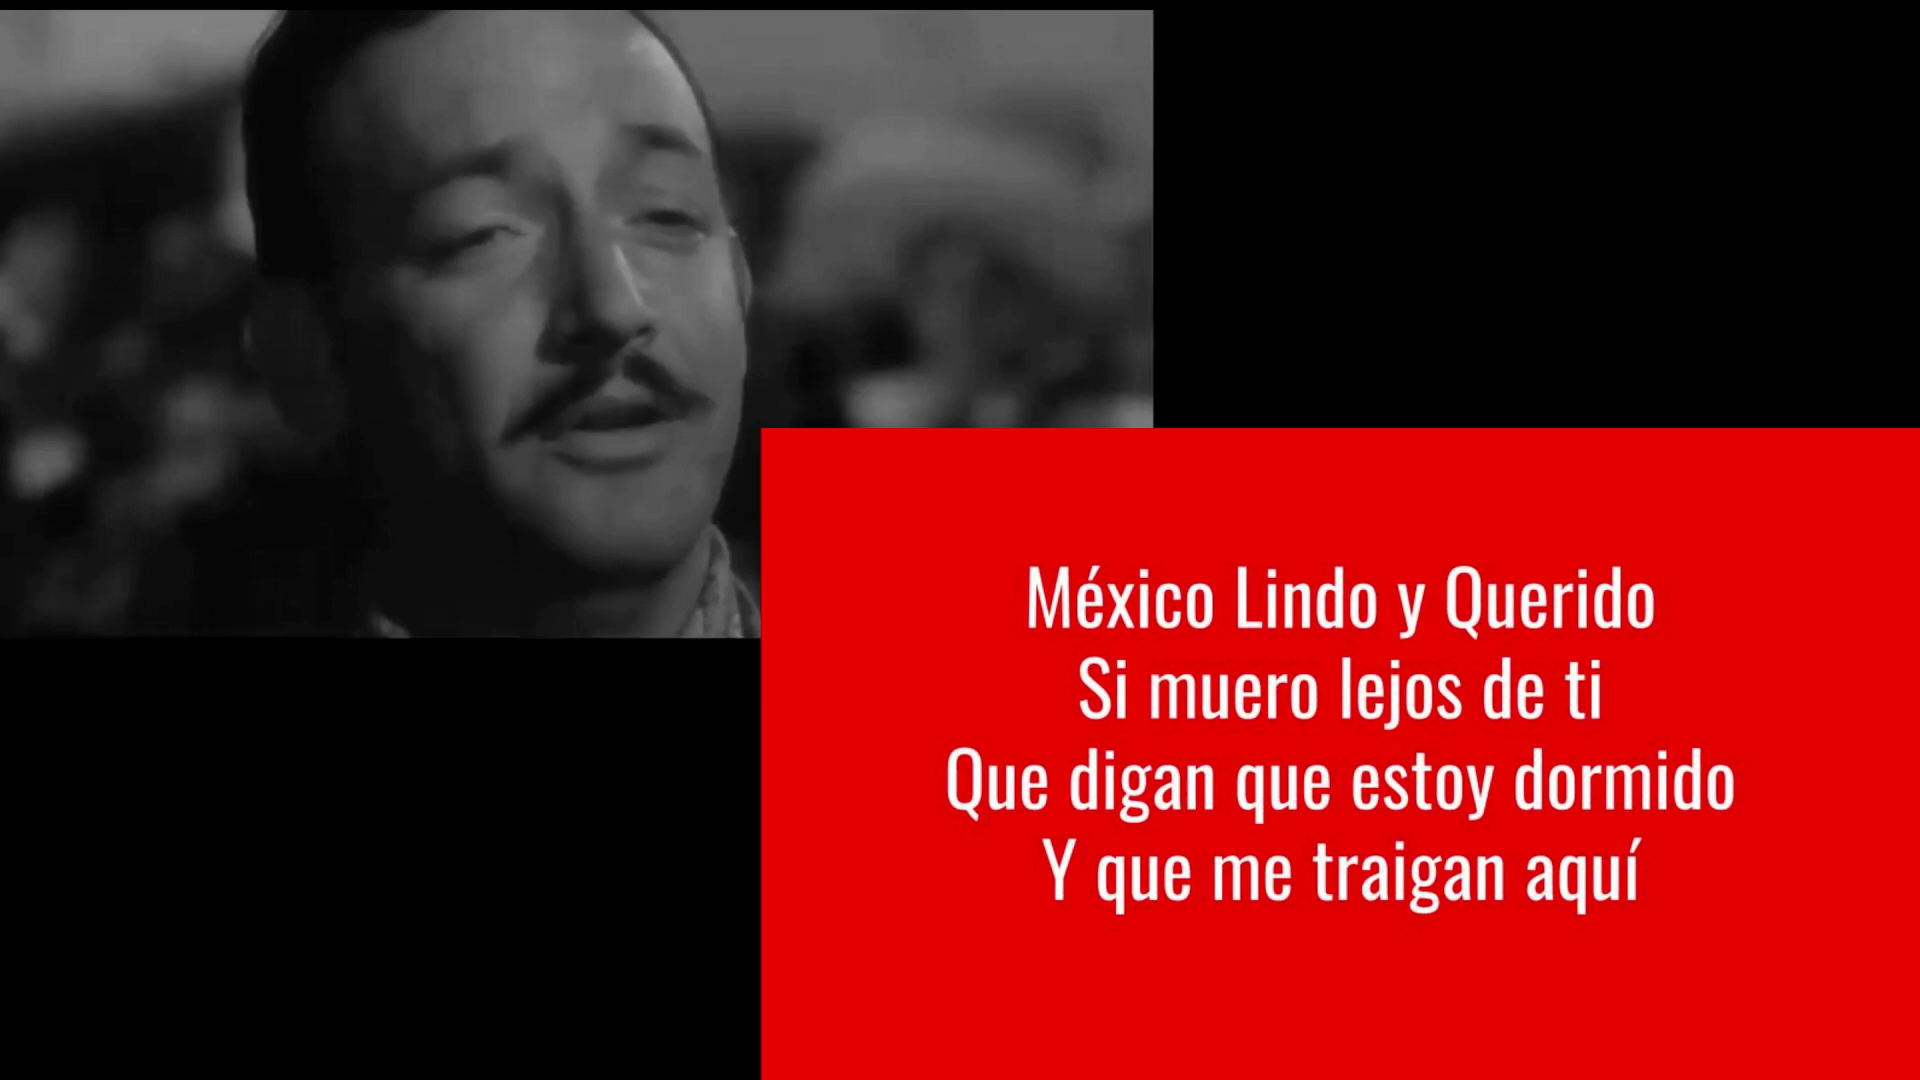 México Lindo y Querido
Si muero lejos de ti
Que digan que estoy dormido
Y que me traigan aquí